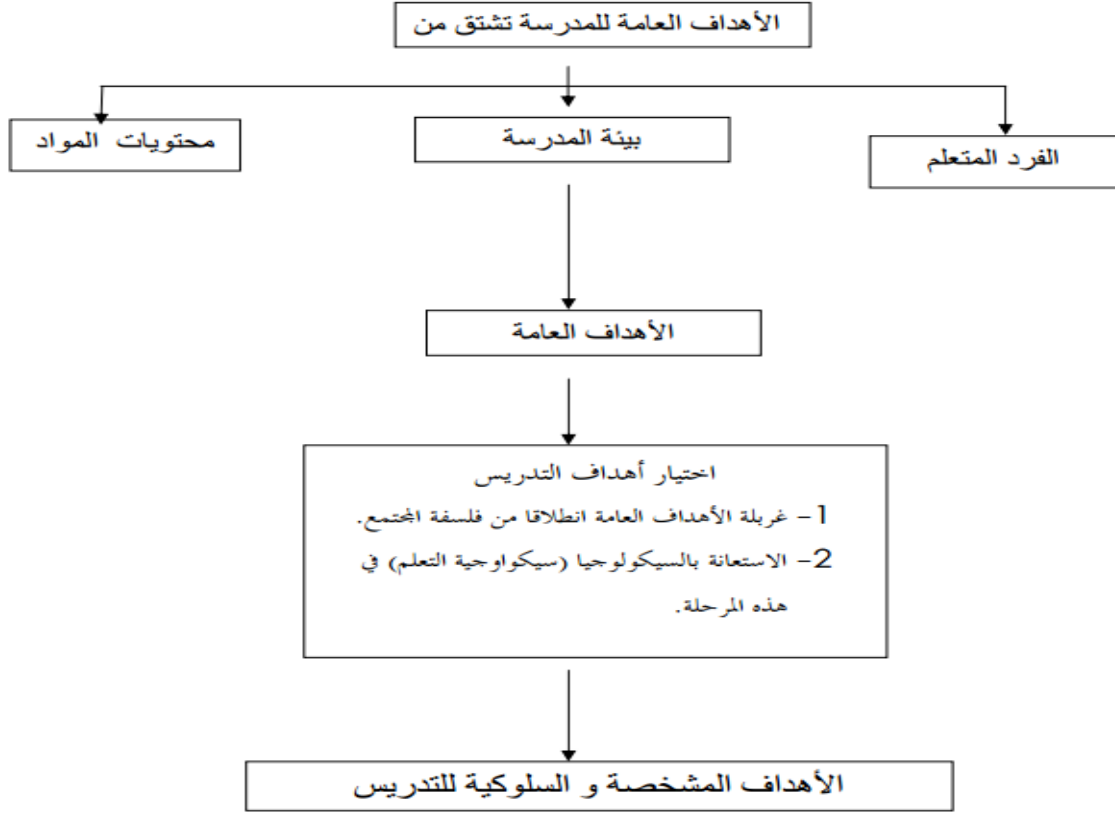 الأهداف العامة للمدرسة تشتق من
الفرد المتعلم
بيئة المدرسة
محتويات المواد
الأهداف العامة
اختيار أهداف التدريس
1- غربلة الأهداف العامة انطلاقا من فلسفة المجتمع.
2- الاستعانة بالسيكولوجيا (سيكواوجية التعلم) في
هذه المرحلة.
الأهداف المشخصة و السلوكية للتدريس